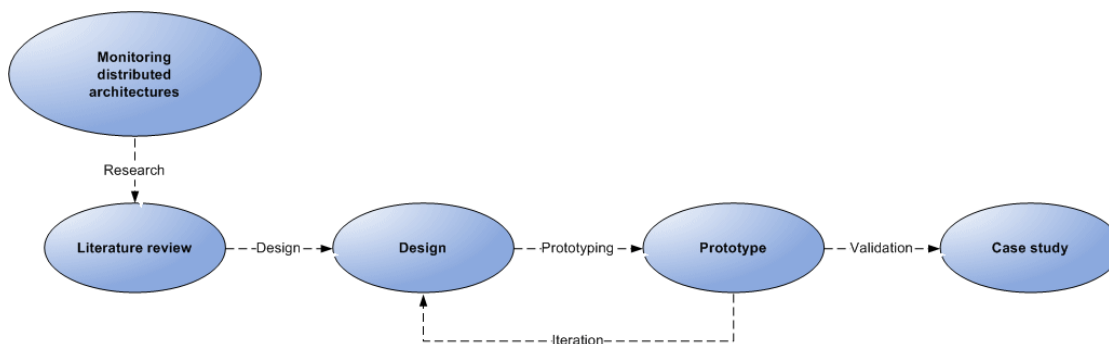 Monitoring
distributed
architectures
Research
Literature review
Design
Design
Prototyping
Prototype
Validation
Case study
Iteration